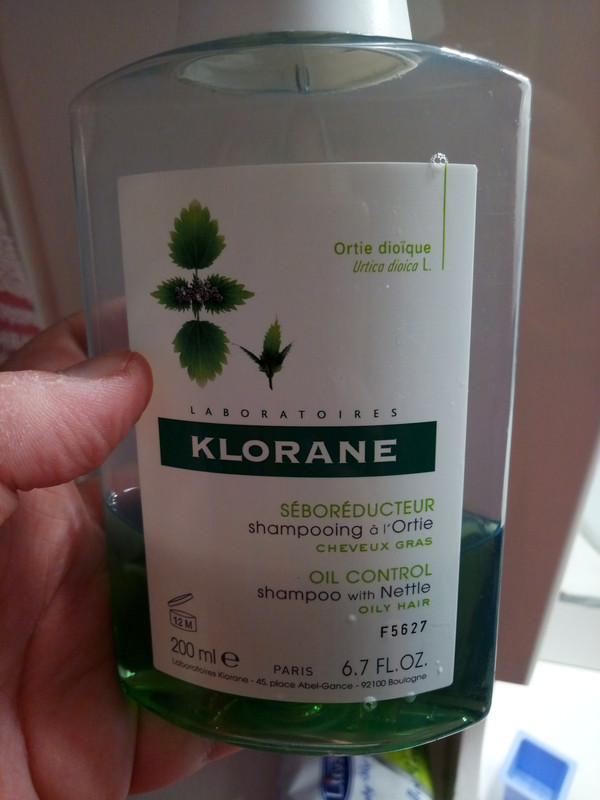 Ortie dioïque
Urtica dioica L.
LABORATOIRES
KLORANE
SÉBORÉDUCTEUR
shampooing à l'Ortie
CHEVEUX GRAS
OIL CONTROL
shampoo with Nettle
OILY HAIR
F5627
12 M
200 ml e PARIS 6.7 FL.OZ.
Laboratoires Klorane - 45, place Abel-Gance - 92100 Boulogne